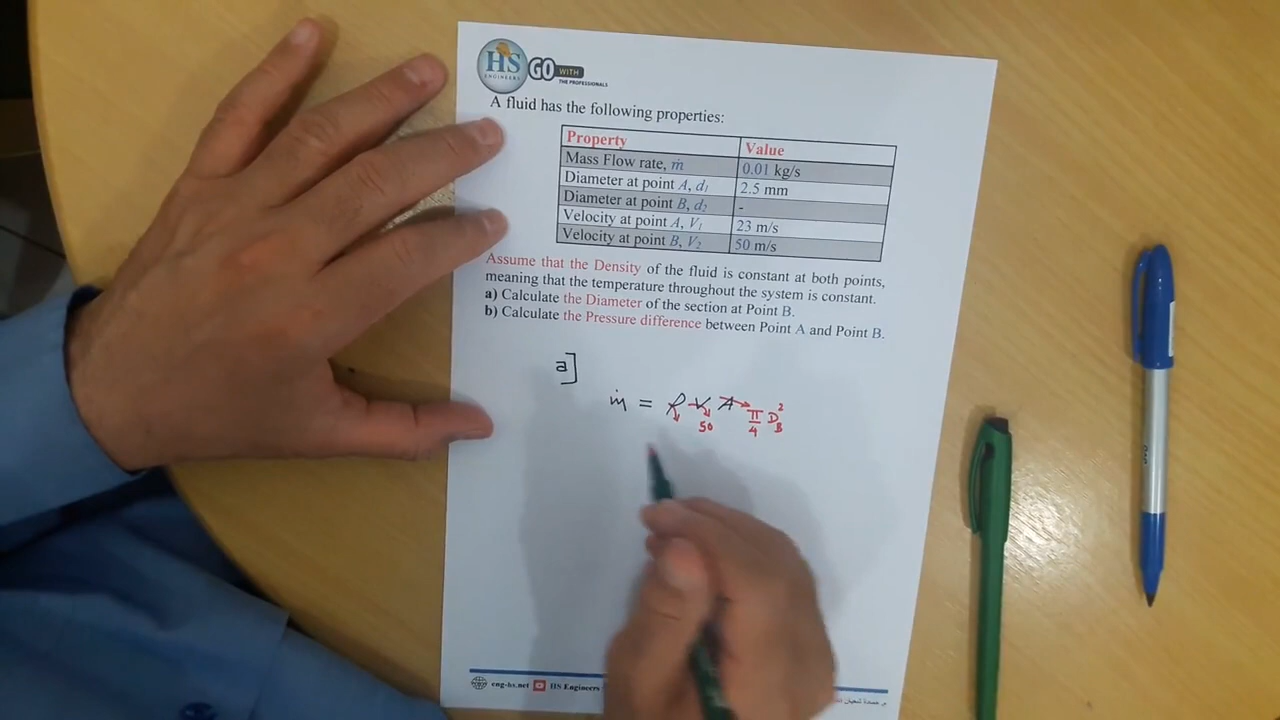 HS
ENGINEERS
GO WITH
THE PROFESSIONALS
A fluid has the following properties:
Property Value
Mass Flow rate, ṁ 0.01 kg/s
Diameter at point A, d₁ 2.5 mm
Diameter at point B, d₂ -
Velocity at point A, V₁ 23 m/s
Velocity at point B, V₂ 50 m/s
Assume that the Density of the fluid is constant at both points,
meaning that the temperature throughout the system is constant.
a) Calculate the Diameter of the section at Point B.
b) Calculate the Pressure difference between Point A and Point B.
a]
ṁ = ρ V A
50 π/4 D_B²
eng-hs.net HS Engineers